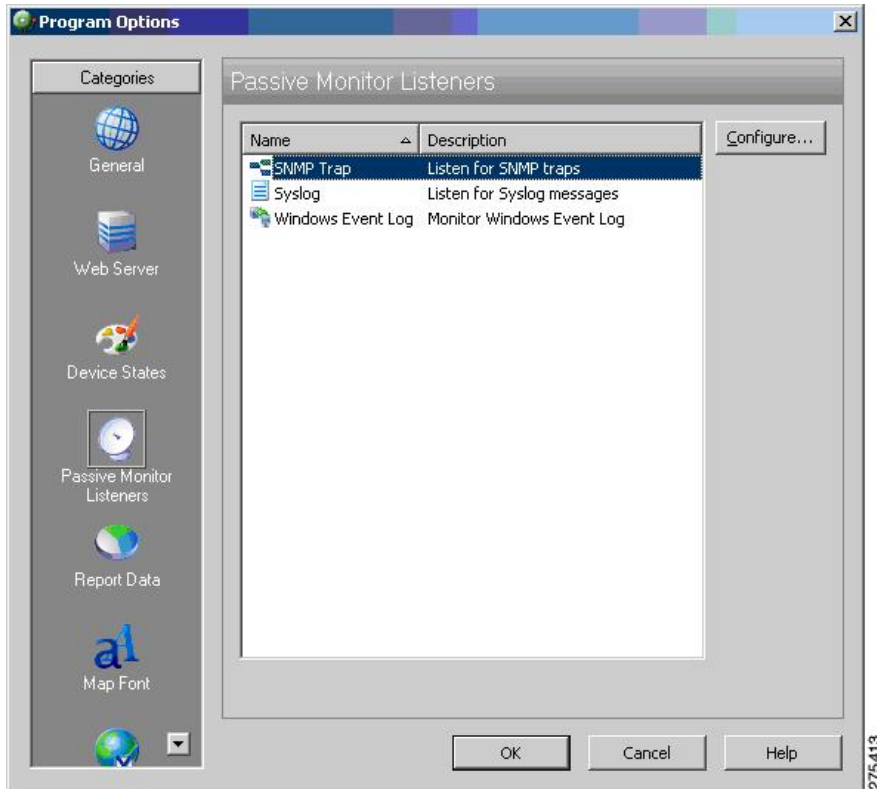 Program Options
Categories
General
Web Server
Device States
Passive Monitor
Listeners
Report Data
Map Font
Passive Monitor Listeners
Name Description
SNMP Trap Listen for SNMP traps
Syslog Listen for Syslog messages
Windows Event Log Monitor Windows Event Log
Configure...
OK Cancel Help
275413